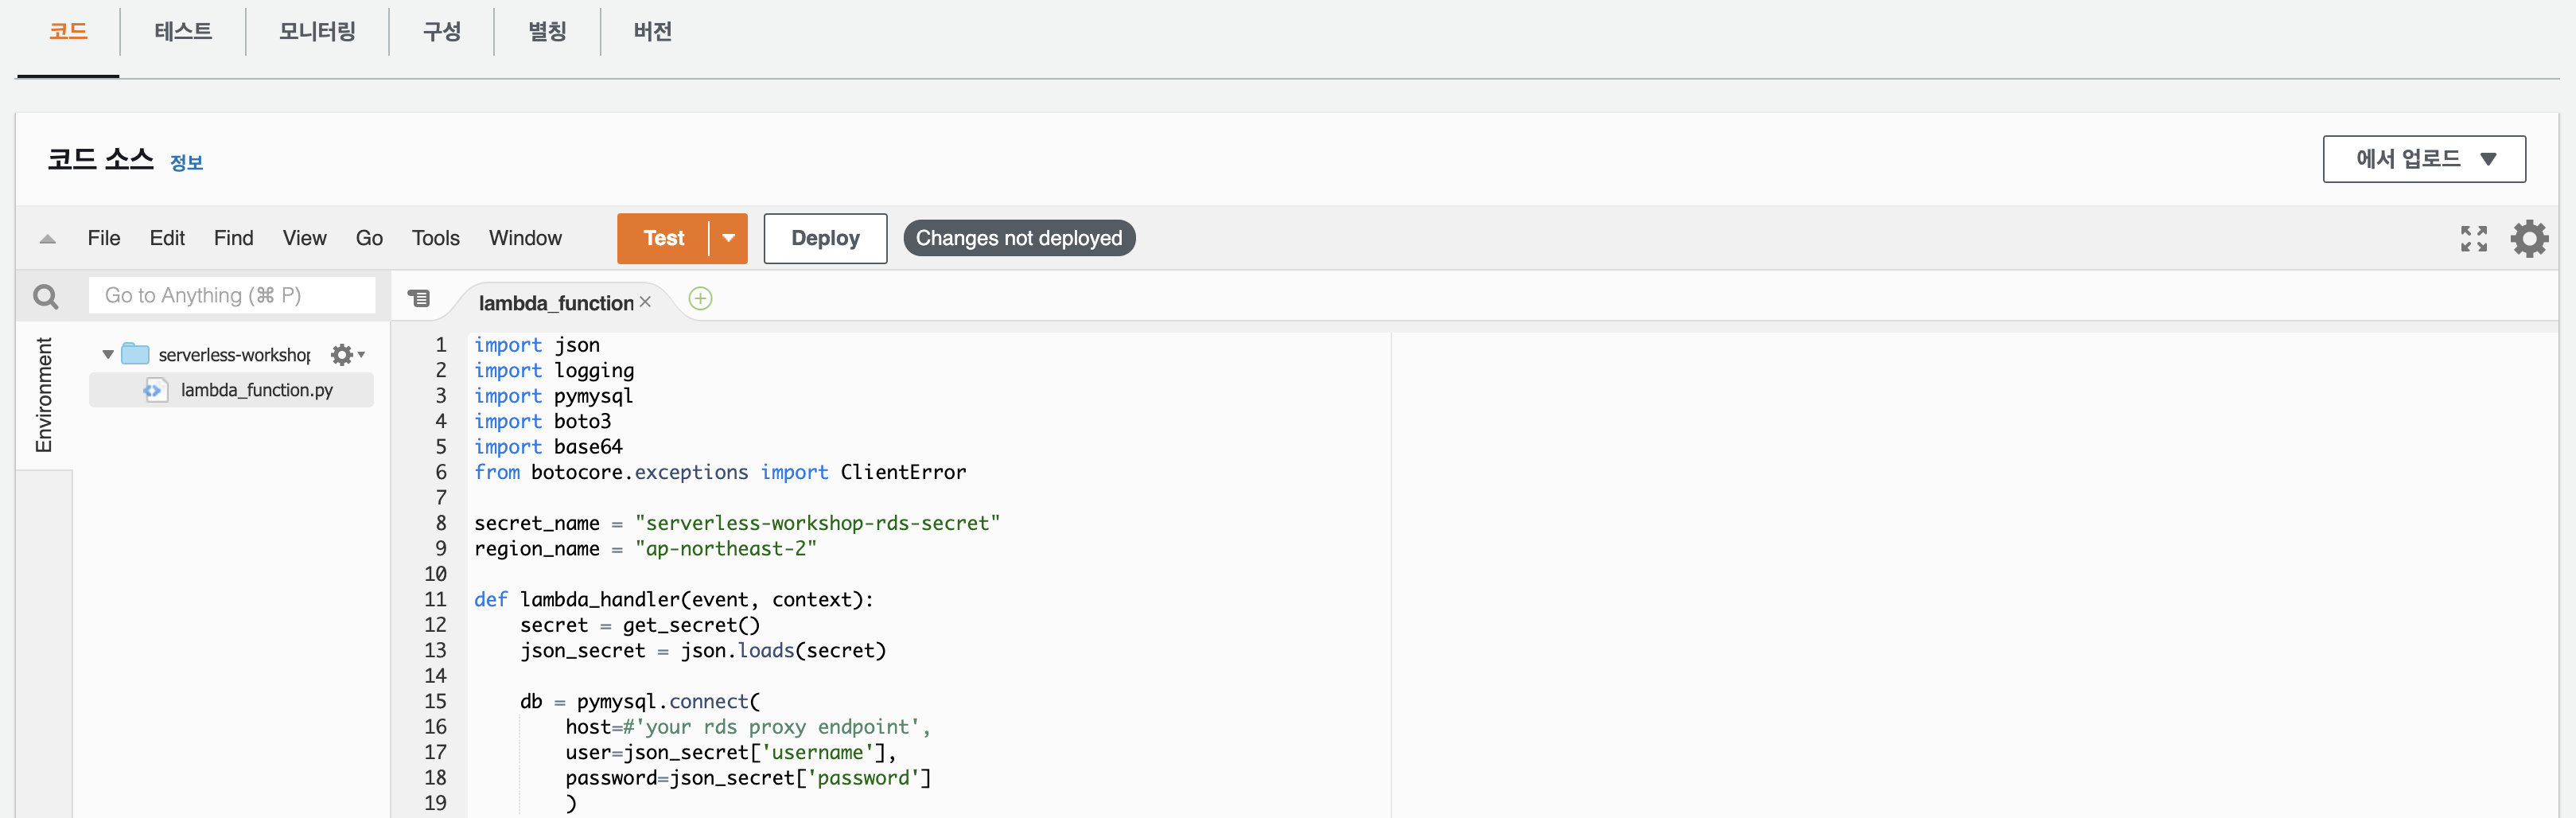 코드 테스트 모니터링 구성 별칭 버전
코드 소스 정보 에서 업로드
File Edit Find View Go Tools Window Test Deploy Changes not deployed
Go to Anything (⌘ P) lambda_function
Environment
serverless-workshop
lambda_function.py
1 import json
2 import logging
3 import pymysql
4 import boto3
5 import base64
6 from botocore.exceptions import ClientError
7
8 secret_name = "serverless-workshop-rds-secret"
9 region_name = "ap-northeast-2"
10
11 def lambda_handler(event, context):
12 secret = get_secret()
13 json_secret = json.loads(secret)
14
15 db = pymysql.connect(
16 host=#'your rds proxy endpoint',
17 user=json_secret['username'],
18 password=json_secret['password']
19 )